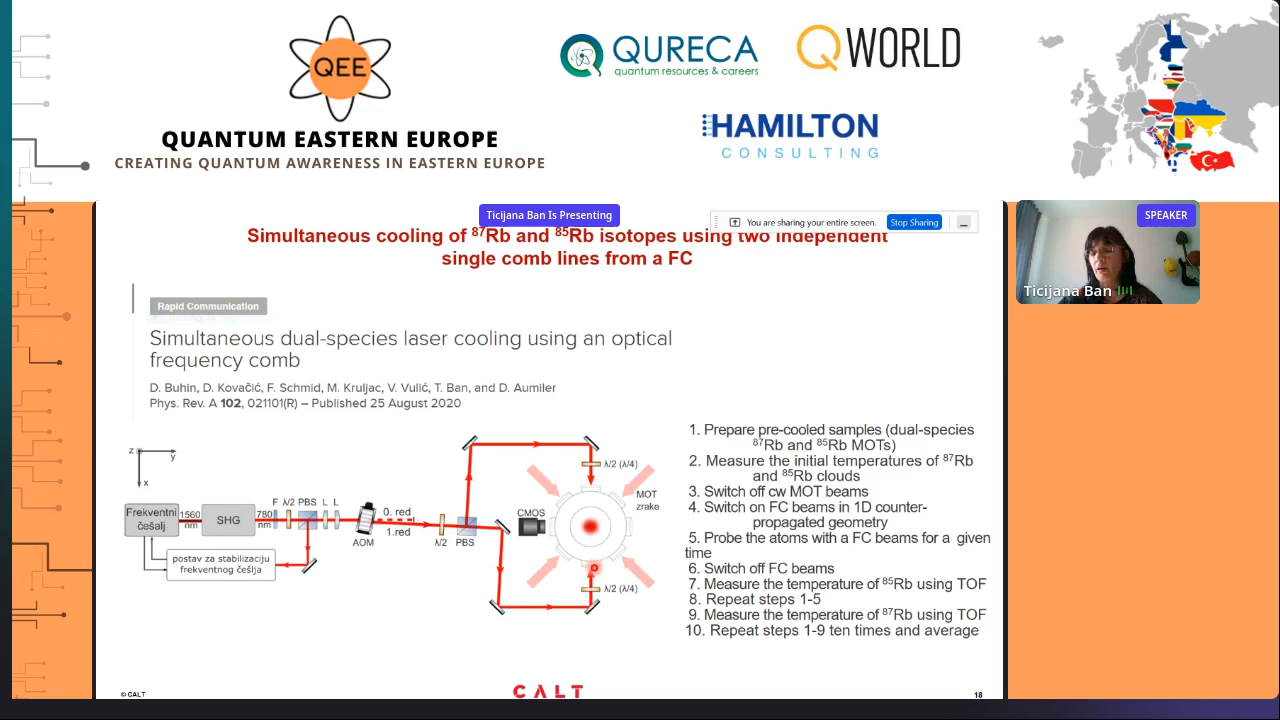 QEE
QUANTUM EASTERN EUROPE
CREATING QUANTUM AWARENESS IN EASTERN EUROPE
QURECA
quantum resources & careers
QWORLD
HAMILTON
CONSULTING
Ticijana Ban Is Presenting
You are sharing your entire screen.
Stop Sharing
SPEAKER
Ticijana Ban
Simultaneous cooling of ⁸⁷Rb and ⁸⁵Rb isotopes using two independent
single comb lines from a FC
Rapid Communication
Simultaneous dual-species laser cooling using an optical
frequency comb
D. Buhin, D. Kovačić, F. Schmid, M. Kruljac, V. Vulić, T. Ban, and D. Aumiler
Phys. Rev. A 102, 021101(R) – Published 25 August 2020
z
y
x
Frekventni
češalj
1560
nm
SHG
780
nm
F λ/2 PBS L L
AOM
0. red
1.red
λ/2
PBS
postav za stabilizaciju
frekventnog češlja
CMOS
λ/2 (λ/4)
MOT
zrake
λ/2 (λ/4)
1. Prepare pre-cooled samples (dual-species
⁸⁷Rb and ⁸⁵Rb MOTs)
2. Measure the initial temperatures of ⁸⁷Rb
and ⁸⁵Rb clouds
3. Switch off cw MOT beams
4. Switch on FC beams in 1D counter-
propagated geometry
5. Probe the atoms with a FC beams for a given
time
6. Switch off FC beams
7. Measure the temperature of ⁸⁵Rb using TOF
8. Repeat steps 1-5
9. Measure the temperature of ⁸⁷Rb using TOF
10. Repeat steps 1-9 ten times and average
© CALT
CALT
18